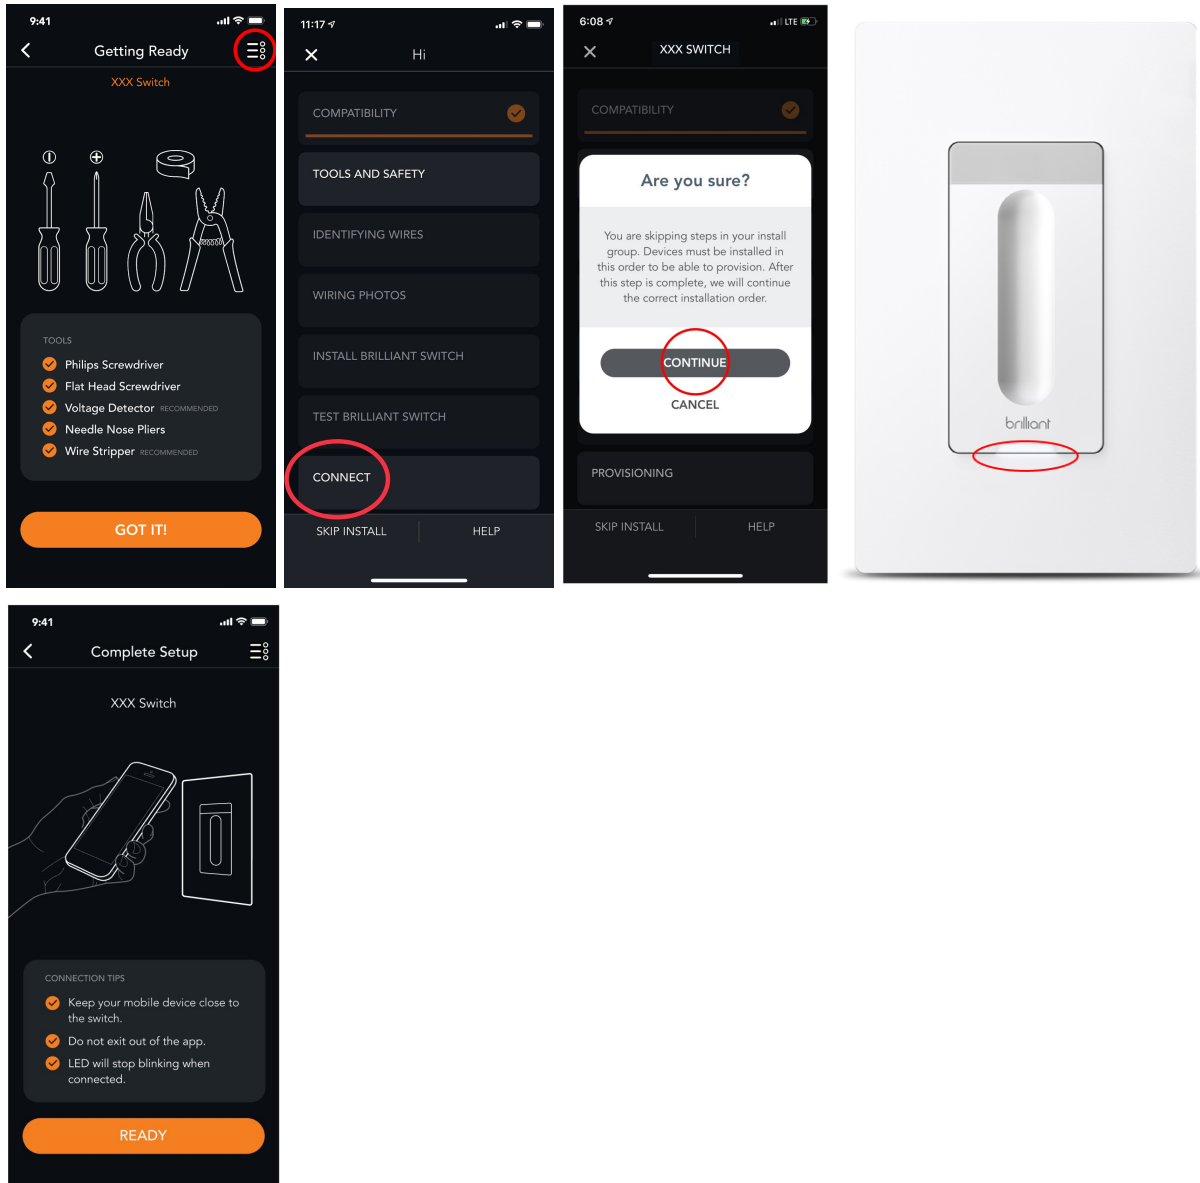 9:41
Getting Ready
XXX Switch
TOOLS
Philips Screwdriver
Flat Head Screwdriver
Voltage Detector RECOMMENDED
Needle Nose Pliers
Wire Stripper RECOMMENDED
GOT IT!
11:17
Hi
COMPATIBILITY
TOOLS AND SAFETY
IDENTIFYING WIRES
WIRING PHOTOS
INSTALL BRILLIANT SWITCH
TEST BRILLIANT SWITCH
CONNECT
SKIP INSTALL
HELP
6:08
LTE
XXX SWITCH
COMPATIBILITY
Are you sure?
You are skipping steps in your install
group. Devices must be installed in
this order to be able to provision. After
this step is complete, we will continue
the correct installation order.
CONTINUE
CANCEL
PROVISIONING
SKIP INSTALL
HELP
brilliant
9:41
Complete Setup
XXX Switch
CONNECTION TIPS
Keep your mobile device close to
the switch.
Do not exit out of the app.
LED will stop blinking when
connected.
READY